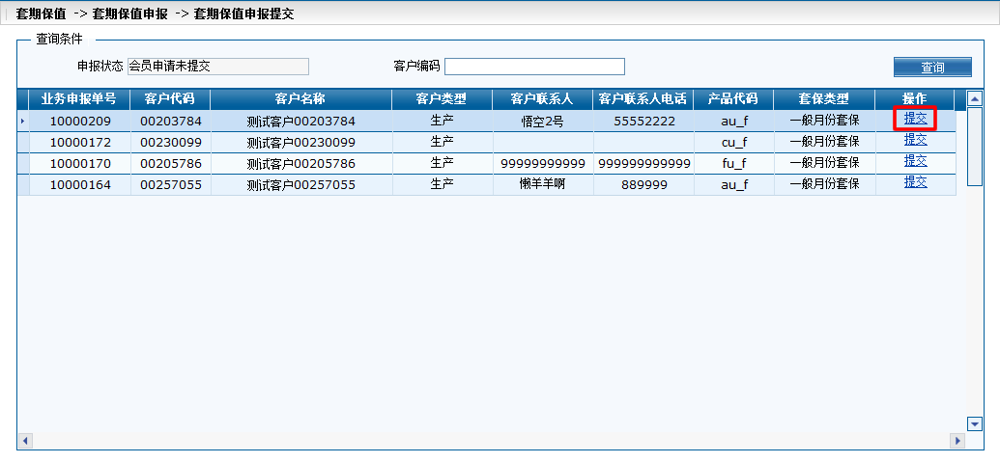 套期保值 -> 套期保值申报 -> 套期保值申报提交
查询条件
申报状态 会员申请未提交 客户编码 查询
业务申报单号 客户代码 客户名称 客户类型 客户联系人 客户联系人电话 产品代码 套保类型 操作
10000209 00203784 测试客户00203784 生产 悟空2号 55552222 au_f 一般月份套保 提交
10000172 00230099 测试客户00230099 生产 cu_f 一般月份套保 提交
10000170 00205786 测试客户00205786 生产 99999999999 999999999999 fu_f 一般月份套保 提交
10000164 00257055 测试客户00257055 生产 懒羊羊啊 889999 au_f 一般月份套保 提交